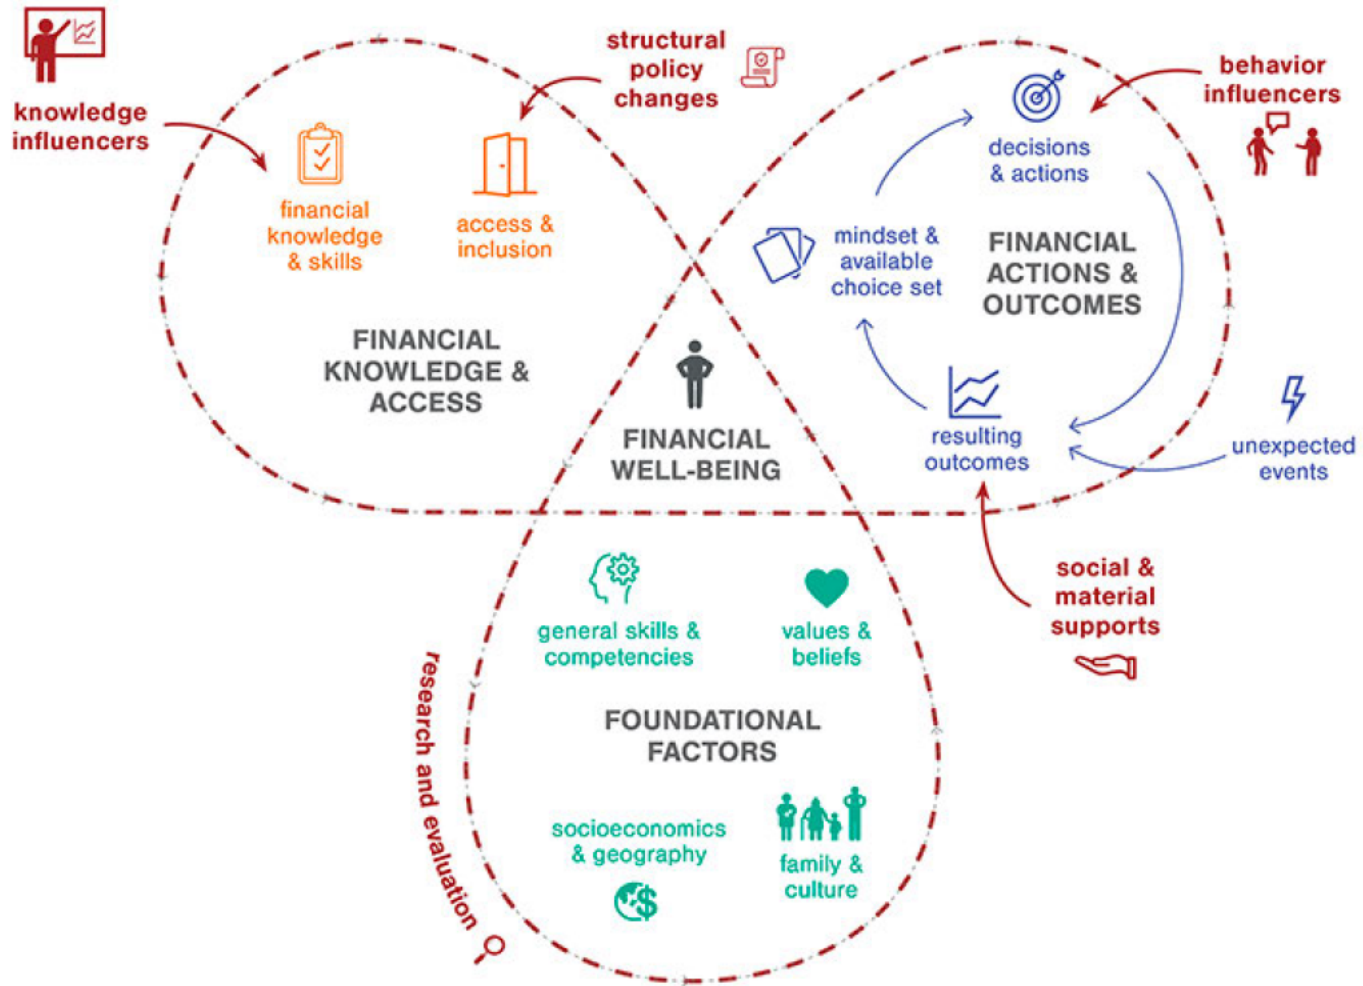 knowledge
influencers
structural
policy
changes
behavior
influencers
financial
knowledge
& skills
access &
inclusion
FINANCIAL
KNOWLEDGE &
ACCESS
decisions
& actions
mindset &
available
choice set
FINANCIAL
ACTIONS &
OUTCOMES
resulting
outcomes
unexpected
events
FINANCIAL
WELL-BEING
social &
material
supports
general skills &
competencies
values &
beliefs
FOUNDATIONAL
FACTORS
socioeconomics
& geography
$
family &
culture
research and evaluation